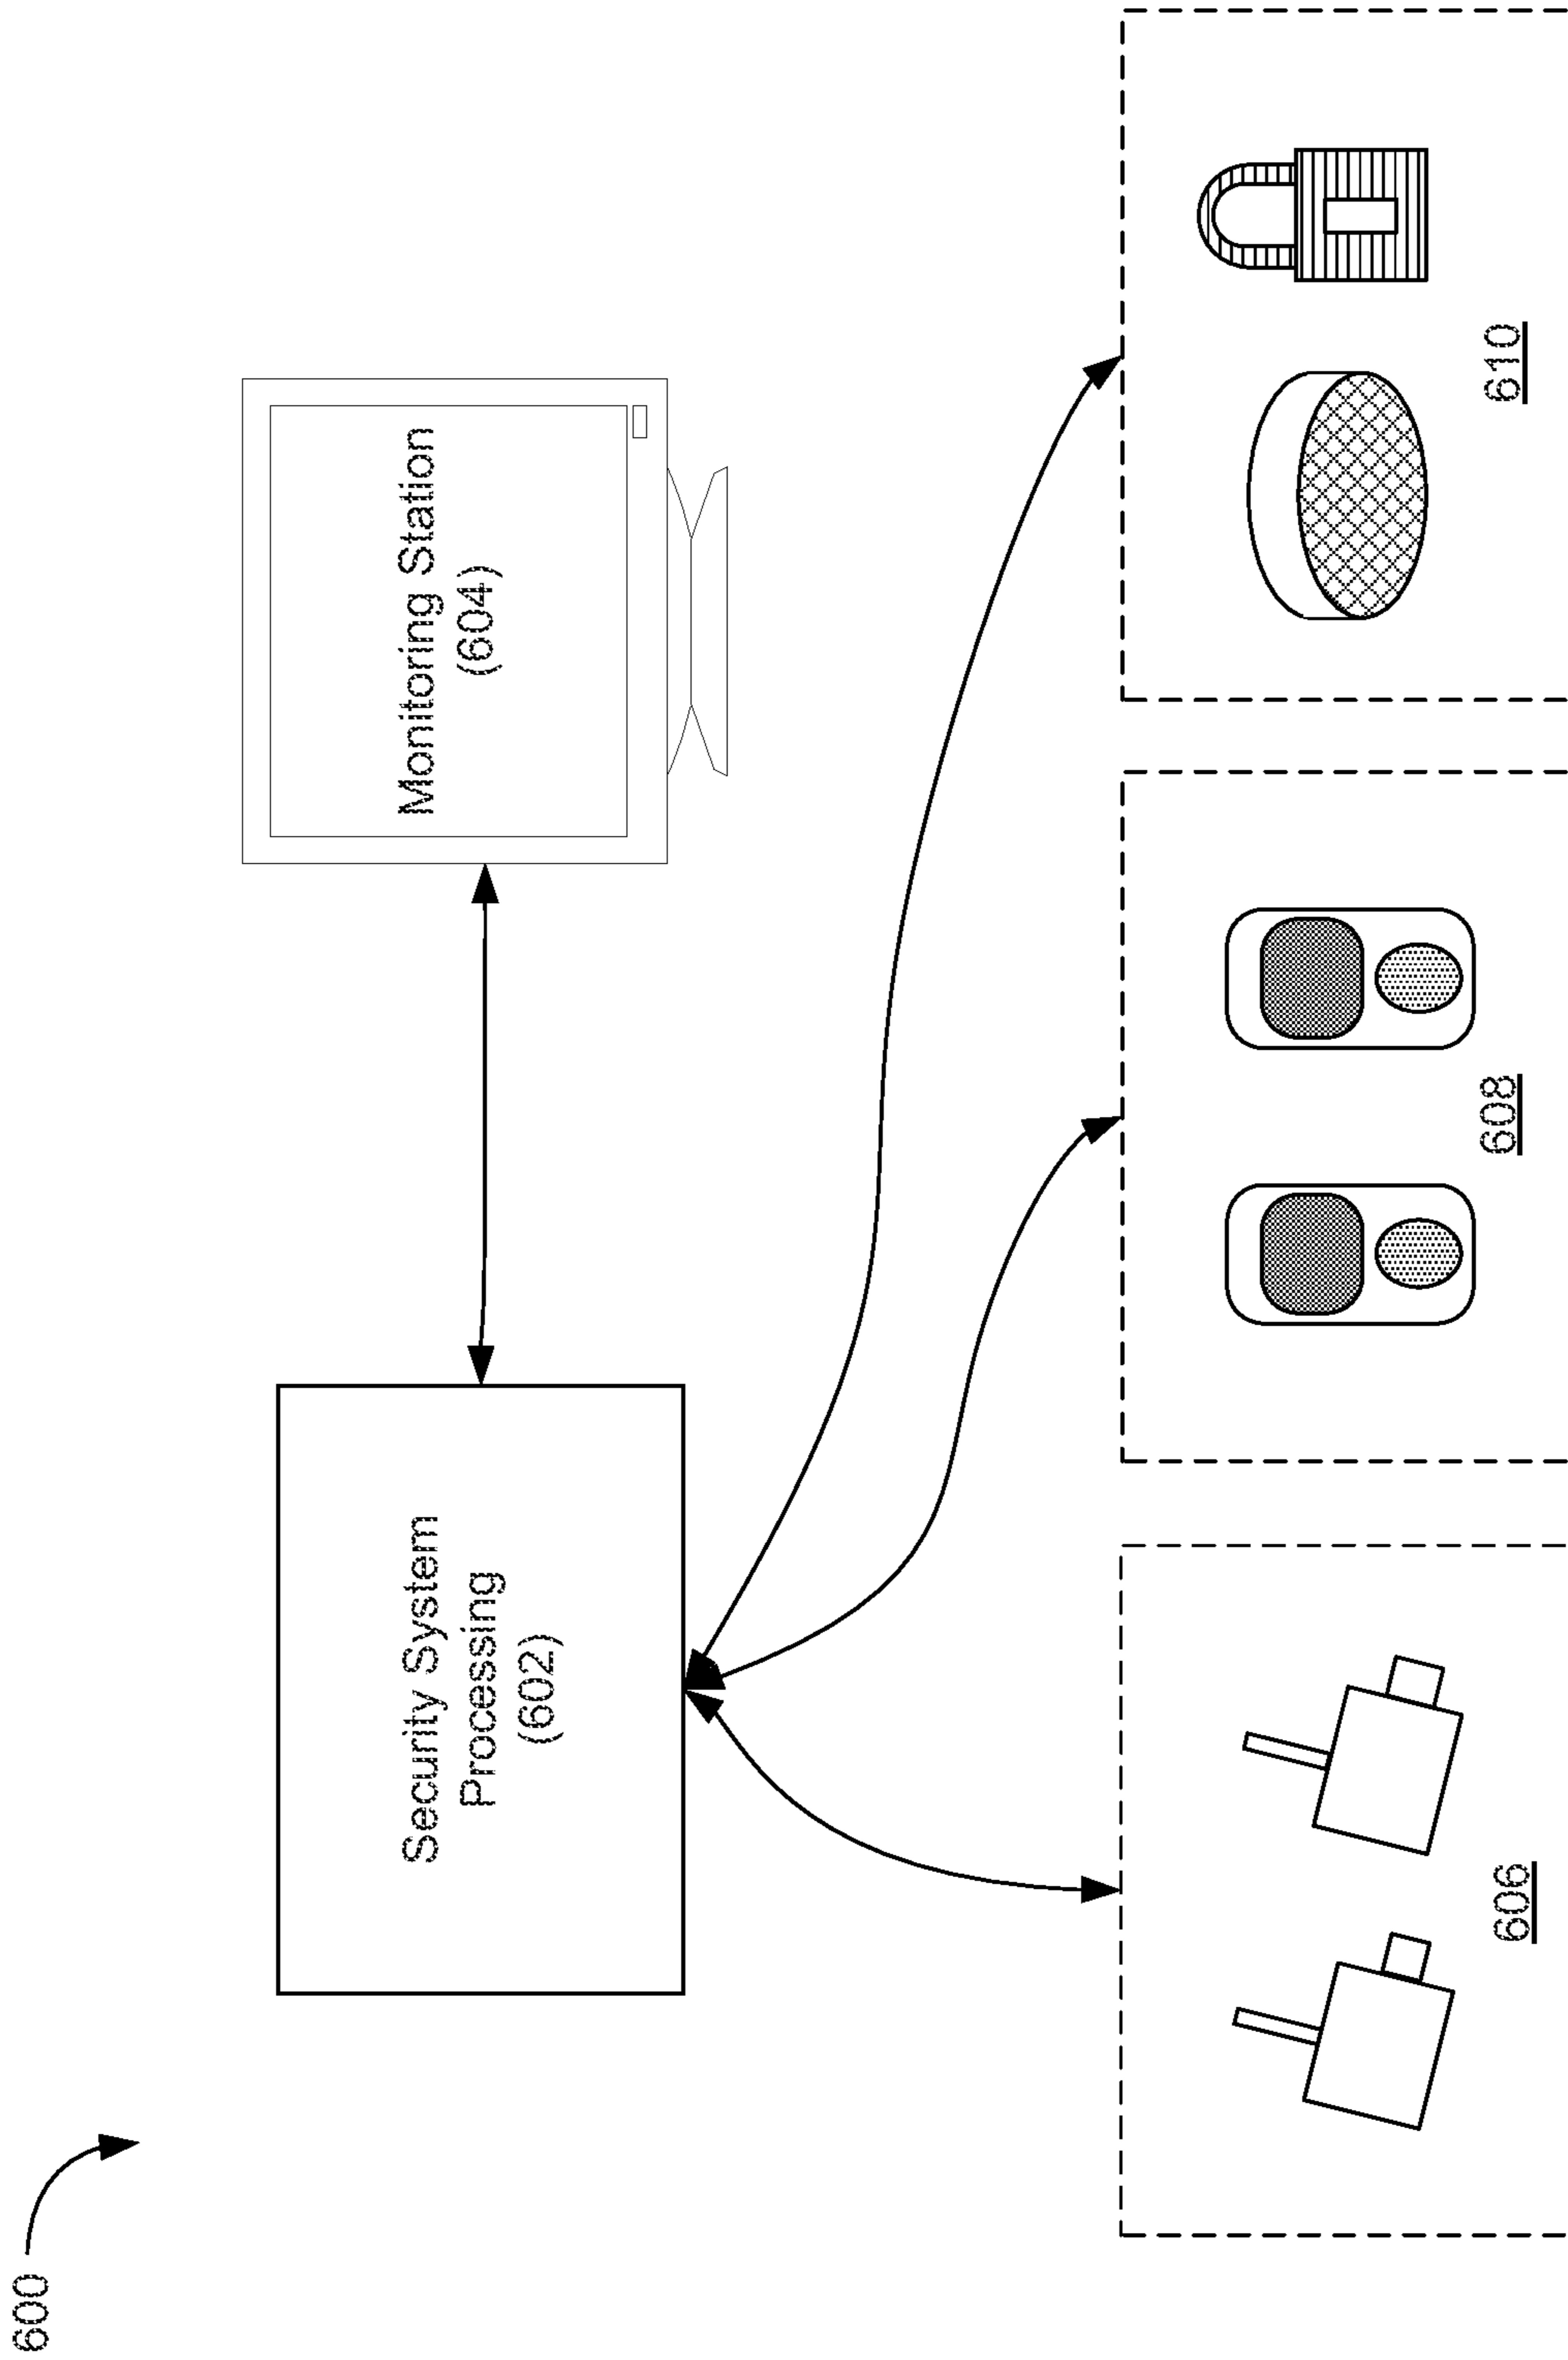 600
Security System
Processing
(602)
Monitoring Station
(604)
606
608
610